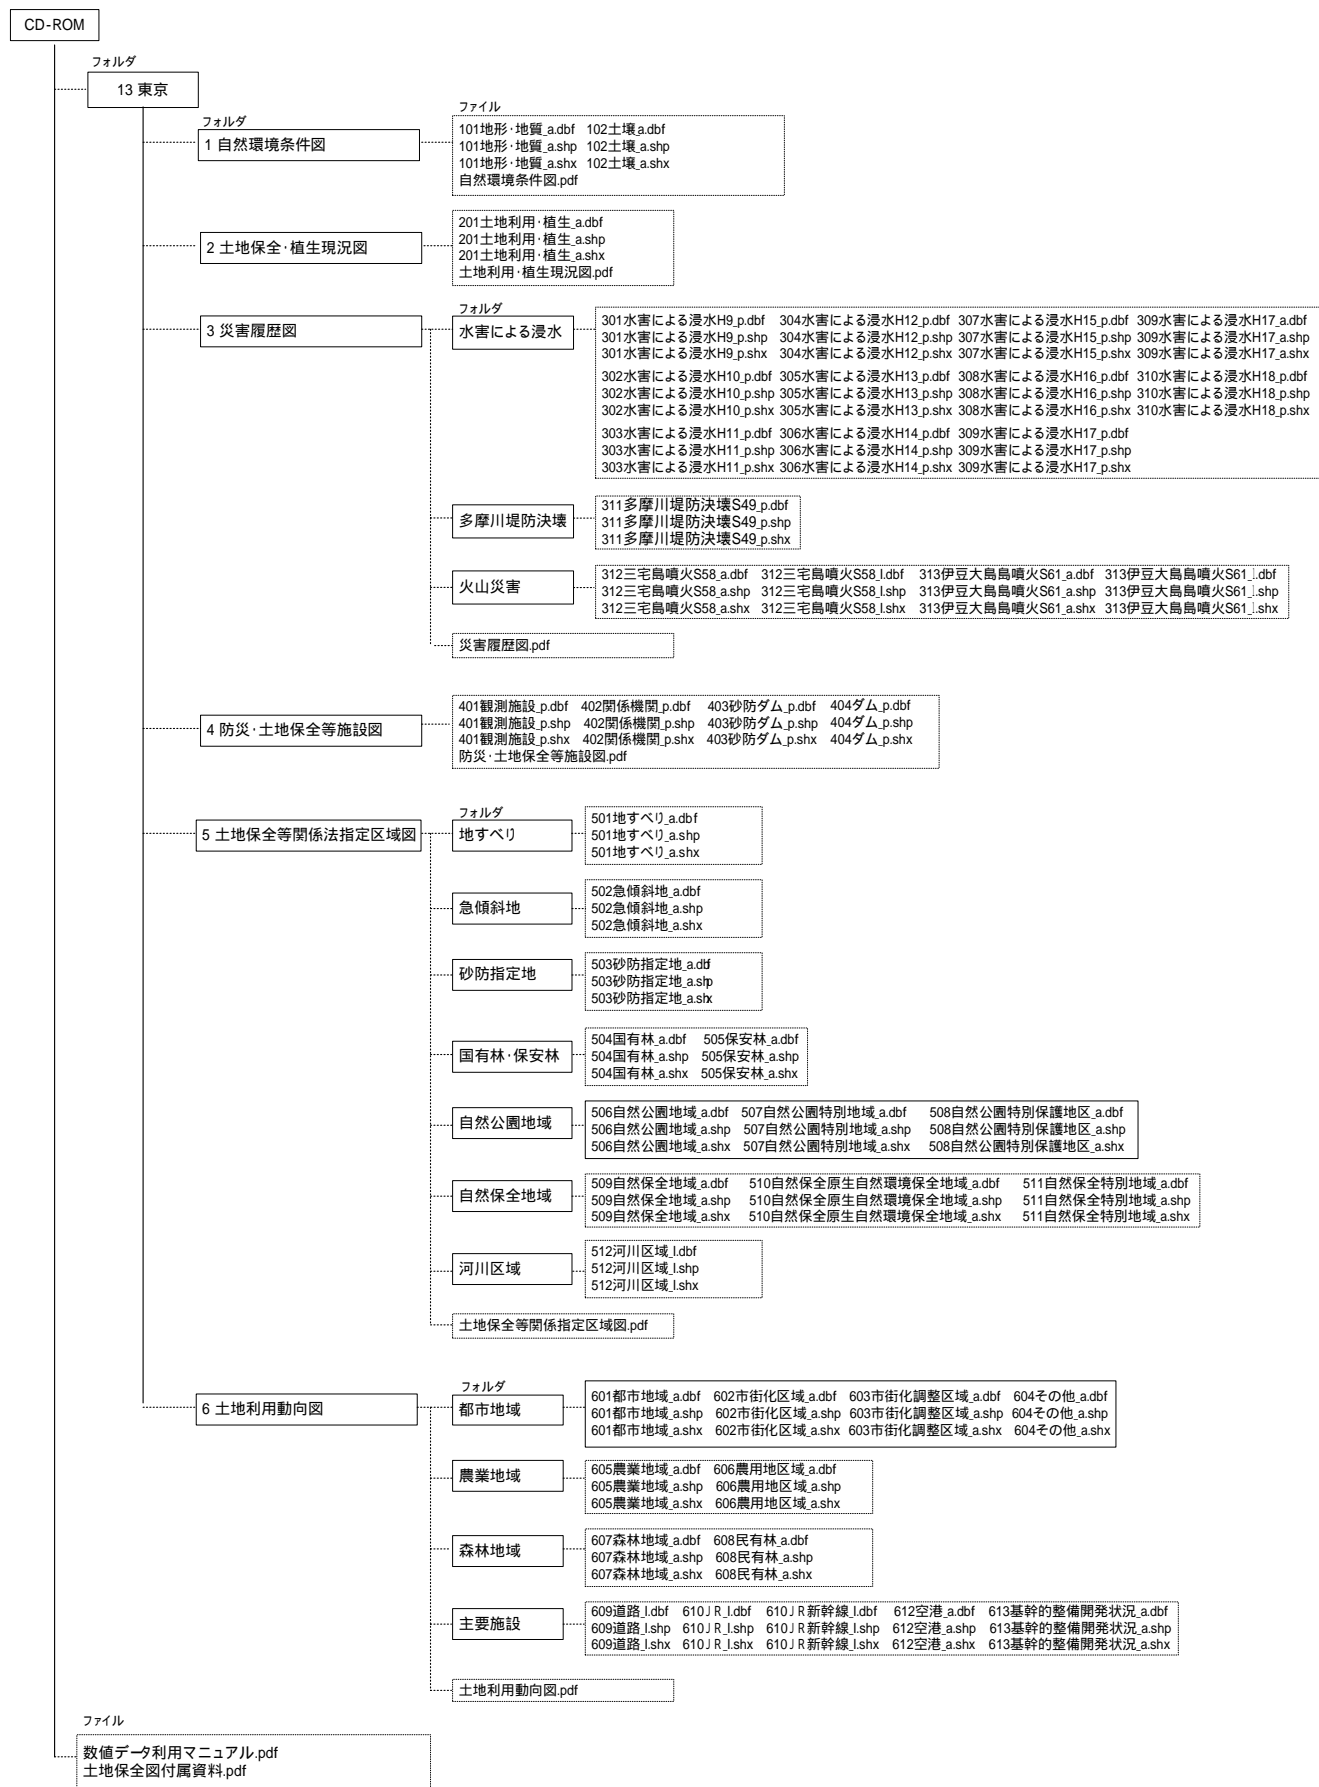 CD-ROM
フォルダ
13 東京
フォルダ
1 自然環境条件図
ファイル
101地形・地質_a.dbf 102土壌_a.dbf
101地形・地質_a.shp 102土壌_a.shp
101地形・地質_a.shx 102土壌_a.shx
自然環境条件図.pdf
2 土地保全・植生現況図
201土地利用・植生_a.dbf
201土地利用・植生_a.shp
201土地利用・植生_a.shx
土地利用・植生現況図.pdf
3 災害履歴図
フォルダ
水害による浸水
301水害による浸水H9_p.dbf 304水害による浸水H12_p.dbf 307水害による浸水H15_p.dbf 309水害による浸水H17_a.dbf
301水害による浸水H9_p.shp 304水害による浸水H12_p.shp 307水害による浸水H15_p.shp 309水害による浸水H17_a.shp
301水害による浸水H9_p.shx 304水害による浸水H12_p.shx 307水害による浸水H15_p.shx 309水害による浸水H17_a.shx
302水害による浸水H10_p.dbf 305水害による浸水H13_p.dbf 308水害による浸水H16_p.dbf 310水害による浸水H18_p.dbf
302水害による浸水H10_p.shp 305水害による浸水H13_p.shp 308水害による浸水H16_p.shp 310水害による浸水H18_p.shp
302水害による浸水H10_p.shx 305水害による浸水H13_p.shx 308水害による浸水H16_p.shx 310水害による浸水H18_p.shx
303水害による浸水H11_p.dbf 306水害による浸水H14_p.dbf 309水害による浸水H17_p.dbf
303水害による浸水H11_p.shp 306水害による浸水H14_p.shp 309水害による浸水H17_p.shp
303水害による浸水H11_p.shx 306水害による浸水H14_p.shx 309水害による浸水H17_p.shx
多摩川堤防決壊
311多摩川堤防決壊S49_p.dbf
311多摩川堤防決壊S49_p.shp
311多摩川堤防決壊S49_p.shx
火山災害
312三宅島噴火S58_a.dbf 312三宅島噴火S58_l.dbf 313伊豆大島島噴火S61_a.dbf 313伊豆大島島噴火S61_l.dbf
312三宅島噴火S58_a.shp 312三宅島噴火S58_l.shp 313伊豆大島島噴火S61_a.shp 313伊豆大島島噴火S61_l.shp
312三宅島噴火S58_a.shx 312三宅島噴火S58_l.shx 313伊豆大島島噴火S61_a.shx 313伊豆大島島噴火S61_l.shx
災害履歴図.pdf
4 防災・土地保全等施設図
401観測施設_p.dbf 402関係機関_p.dbf 403砂防ダム_p.dbf 404ダム_p.dbf
401観測施設_p.shp 402関係機関_p.shp 403砂防ダム_p.shp 404ダム_p.shp
401観測施設_p.shx 402関係機関_p.shx 403砂防ダム_p.shx 404ダム_p.shx
防災・土地保全等施設図.pdf
5 土地保全等関係法指定区域図
フォルダ
地すべり
501地すべり_a.dbf
501地すべり_a.shp
501地すべり_a.shx
急傾斜地
502急傾斜地_a.dbf
502急傾斜地_a.shp
502急傾斜地_a.shx
砂防指定地
503砂防指定地_a.dbf
503砂防指定地_a.shp
503砂防指定地_a.shx
国有林・保安林
504国有林_a.dbf 505保安林_a.dbf
504国有林_a.shp 505保安林_a.shp
504国有林_a.shx 505保安林_a.shx
自然公園地域
506自然公園地域_a.dbf 507自然公園特別地域_a.dbf 508自然公園特別保護地区_a.dbf
506自然公園地域_a.shp 507自然公園特別地域_a.shp 508自然公園特別保護地区_a.shp
506自然公園地域_a.shx 507自然公園特別地域_a.shx 508自然公園特別保護地区_a.shx
自然保全地域
509自然保全地域_a.dbf 510自然保全原生自然環境保全地域_a.dbf 511自然保全特別地域_a.dbf
509自然保全地域_a.shp 510自然保全原生自然環境保全地域_a.shp 511自然保全特別地域_a.shp
509自然保全地域_a.shx 510自然保全原生自然環境保全地域_a.shx 511自然保全特別地域_a.shx
河川区域
512河川区域_l.dbf
512河川区域_l.shp
512河川区域_l.shx
土地保全等関係指定区域図.pdf
6 土地利用動向図
フォルダ
都市地域
601都市地域_a.dbf 602市街化区域_a.dbf 603市街化調整区域_a.dbf 604その他_a.dbf
601都市地域_a.shp 602市街化区域_a.shp 603市街化調整区域_a.shp 604その他_a.shp
601都市地域_a.shx 602市街化区域_a.shx 603市街化調整区域_a.shx 604その他_a.shx
農業地域
605農業地域_a.dbf 606農用地区域_a.dbf
605農業地域_a.shp 606農用地区域_a.shp
605農業地域_a.shx 606農用地区域_a.shx
森林地域
607森林地域_a.dbf 608民有林_a.dbf
607森林地域_a.shp 608民有林_a.shp
607森林地域_a.shx 608民有林_a.shx
主要施設
609道路_l.dbf 610JR_l.dbf 610JR新幹線_l.dbf 612空港_a.dbf 613基幹的整備開発状況_a.dbf
609道路_l.shp 610JR_l.shp 610JR新幹線_l.shp 612空港_a.shp 613基幹的整備開発状況_a.shp
609道路_l.shx 610JR_l.shx 610JR新幹線_l.shx 612空港_a.shx 613基幹的整備開発状況_a.shx
土地利用動向図.pdf
ファイル
数値データ利用マニュアル.pdf
土地保全図付属資料.pdf